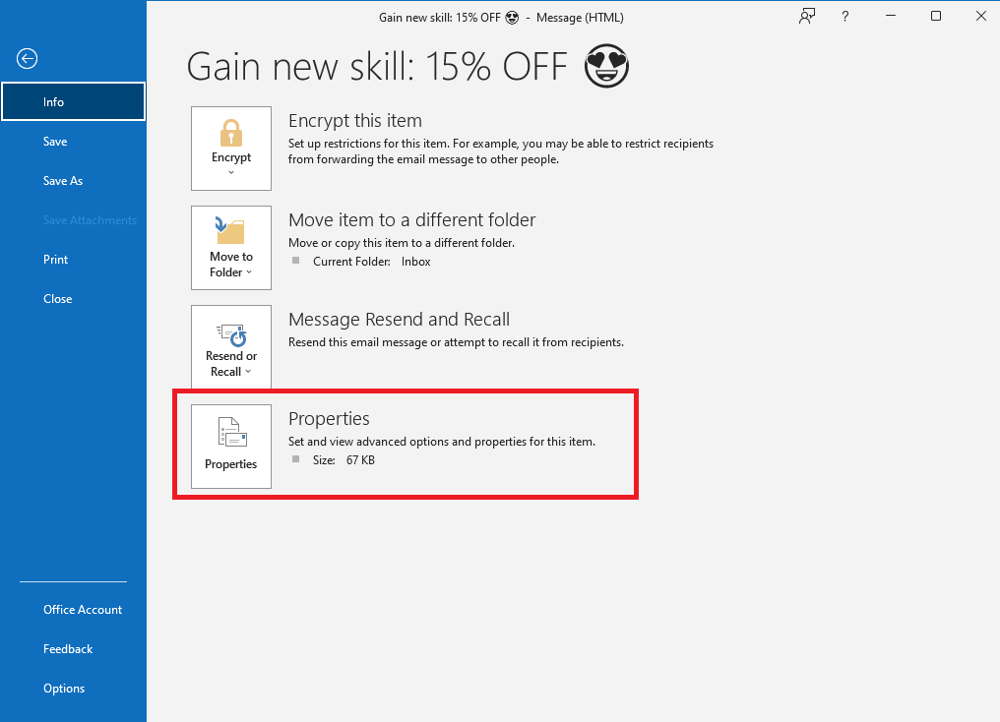 Gain new skill: 15% OFF 😍 - Message (HTML)
?
Gain new skill: 15% OFF 😍
Info
Save
Save As
Save Attachments
Print
Close
Office Account
Feedback
Options
Encrypt
Encrypt this item
Set up restrictions for this item. For example, you may be able to restrict recipients
from forwarding the email message to other people.
Move to
Folder
Move item to a different folder
Move or copy this item to a different folder.
Current Folder: Inbox
Resend or
Recall
Message Resend and Recall
Resend this email message or attempt to recall it from recipients.
Properties
Properties
Set and view advanced options and properties for this item.
Size: 67 KB